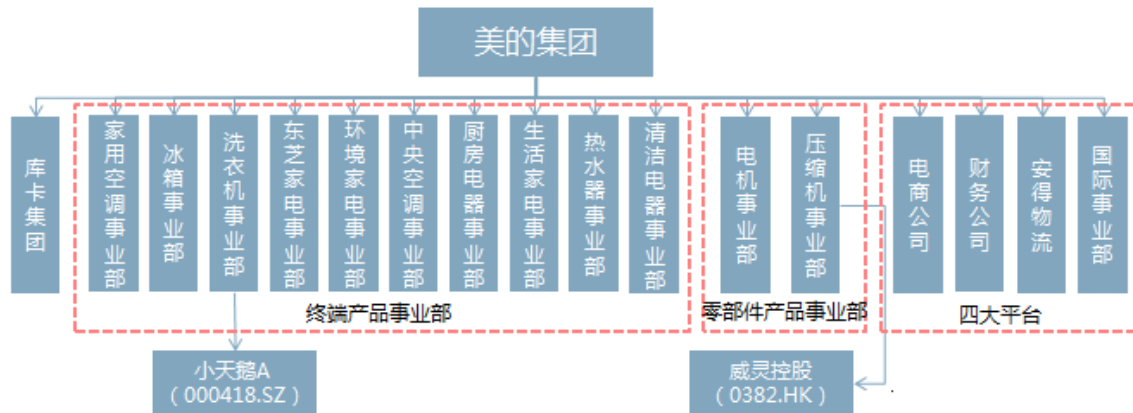 美的集团
库卡集团
家用空调事业部
冰箱事业部
洗衣机事业部
东芝家电事业部
环境家电事业部
中央空调事业部
厨房电器事业部
生活家电事业部
热水器事业部
清洁电器事业部
电机事业部
压缩机事业部
电商公司
财务公司
安得物流
国际事业部
终端产品事业部
零部件产品事业部
四大平台
小天鹅A
（000418.SZ）
威灵控股
（0382.HK）